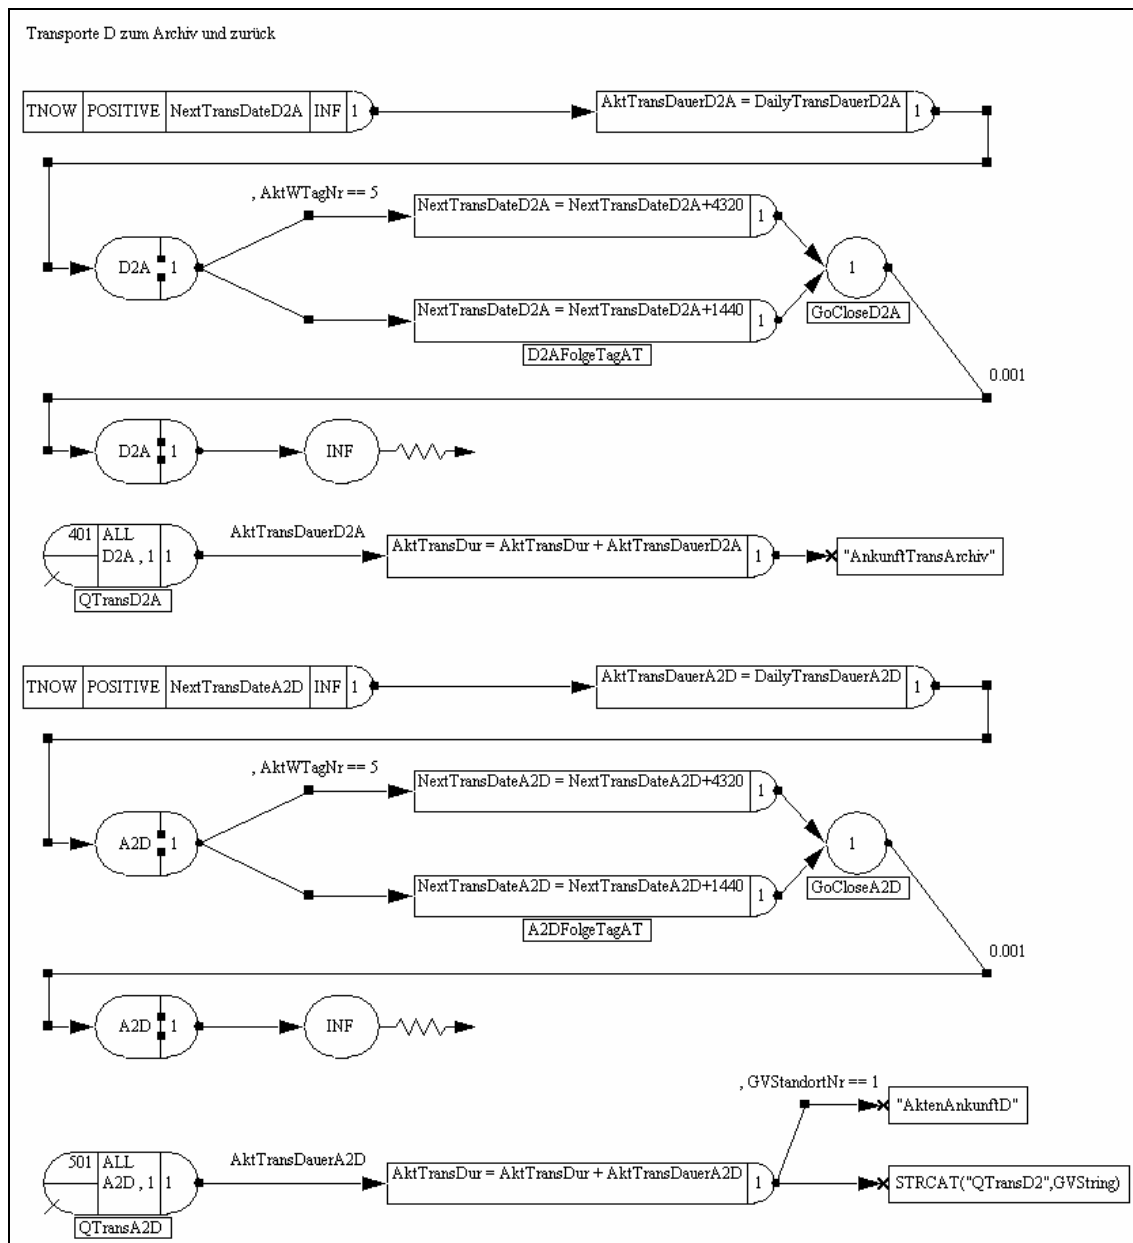 Transporte D zum Archiv und zurück
TNOW POSITIVE NextTransDateD2A INF 1
AktTransDauerD2A = DailyTransDauerD2A 1
, AktWTagNr == 5
NextTransDateD2A = NextTransDateD2A+4320 1
D2A 1
1
NextTransDateD2A = NextTransDateD2A+1440 1
GoCloseD2A
D2AFolgeTagAT
0.001
D2A 1 INF
401 ALL
D2A , 1 1
AktTransDauerD2A
AktTransDur = AktTransDur + AktTransDauerD2A 1
"AnkunftTransArchiv"
QTransD2A
TNOW POSITIVE NextTransDateA2D INF 1
AktTransDauerA2D = DailyTransDauerA2D 1
, AktWTagNr == 5
NextTransDateA2D = NextTransDateA2D+4320 1
A2D 1
1
NextTransDateA2D = NextTransDateA2D+1440 1
GoCloseA2D
A2DFolgeTagAT
0.001
A2D 1 INF
, GVStandortNr == 1
"AktenAnkunftD"
501 ALL
A2D , 1 1
AktTransDauerA2D
AktTransDur = AktTransDur + AktTransDauerA2D 1
STRCAT("QTransD2",GVString)
QTransA2D